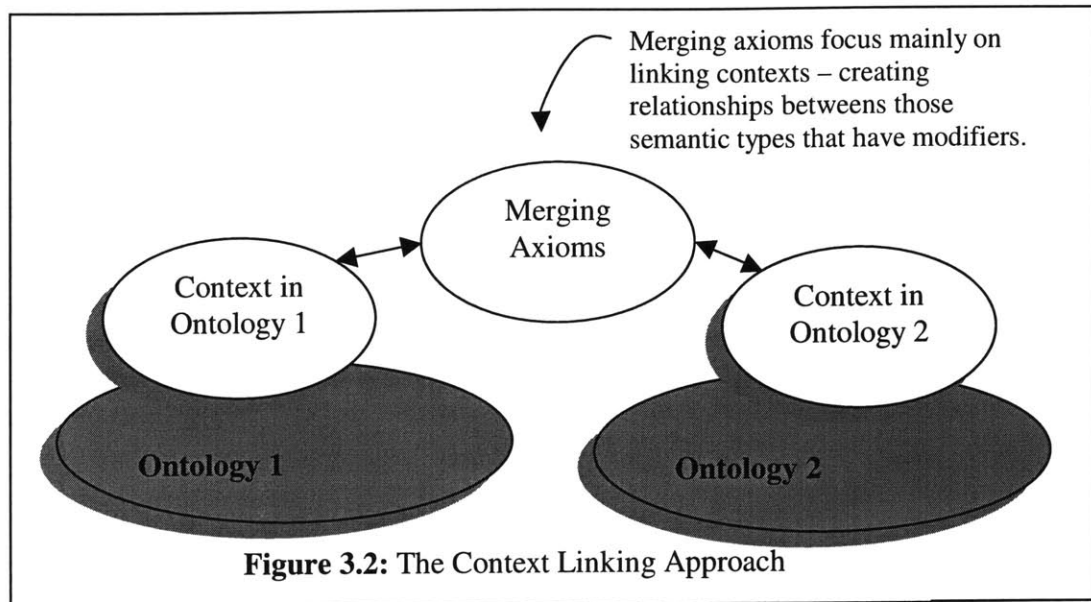 Merging axioms focus mainly on
linking contexts – creating
relationships betweens those
semantic types that have modifiers.
Merging
Axioms
Context in
Ontology 1
Context in
Ontology 2
Ontology 1
Ontology 2
Figure 3.2: The Context Linking Approach